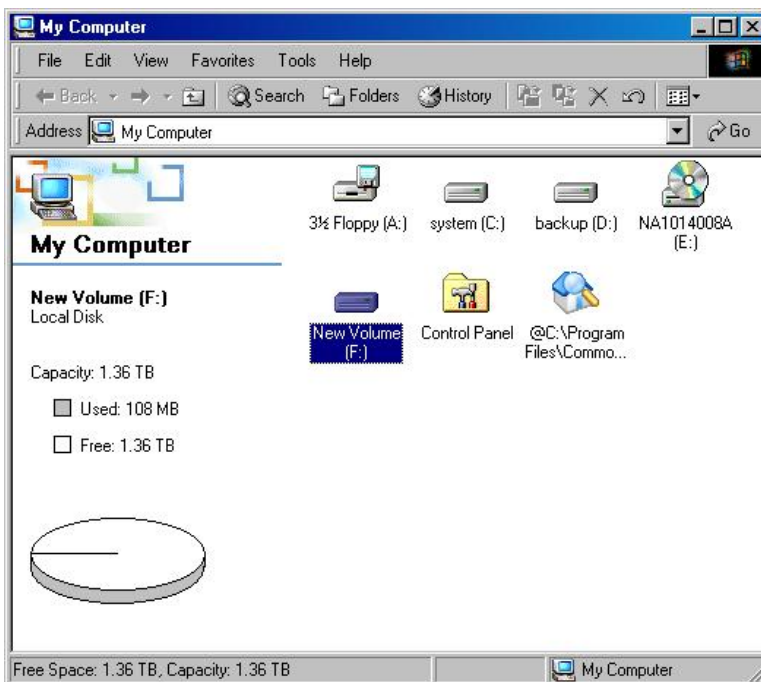 My Computer
File Edit View Favorites Tools Help
Back Search Folders History
Address My Computer Go
My Computer
New Volume (F:)
Local Disk
Capacity: 1.36 TB
Used: 108 MB
Free: 1.36 TB
3½ Floppy (A:)
system (C:)
backup (D:)
NA1014008A
(E:)
New Volume
(F:)
Control Panel
@C:\Program
Files\Commo...
Free Space: 1.36 TB, Capacity: 1.36 TB
My Computer